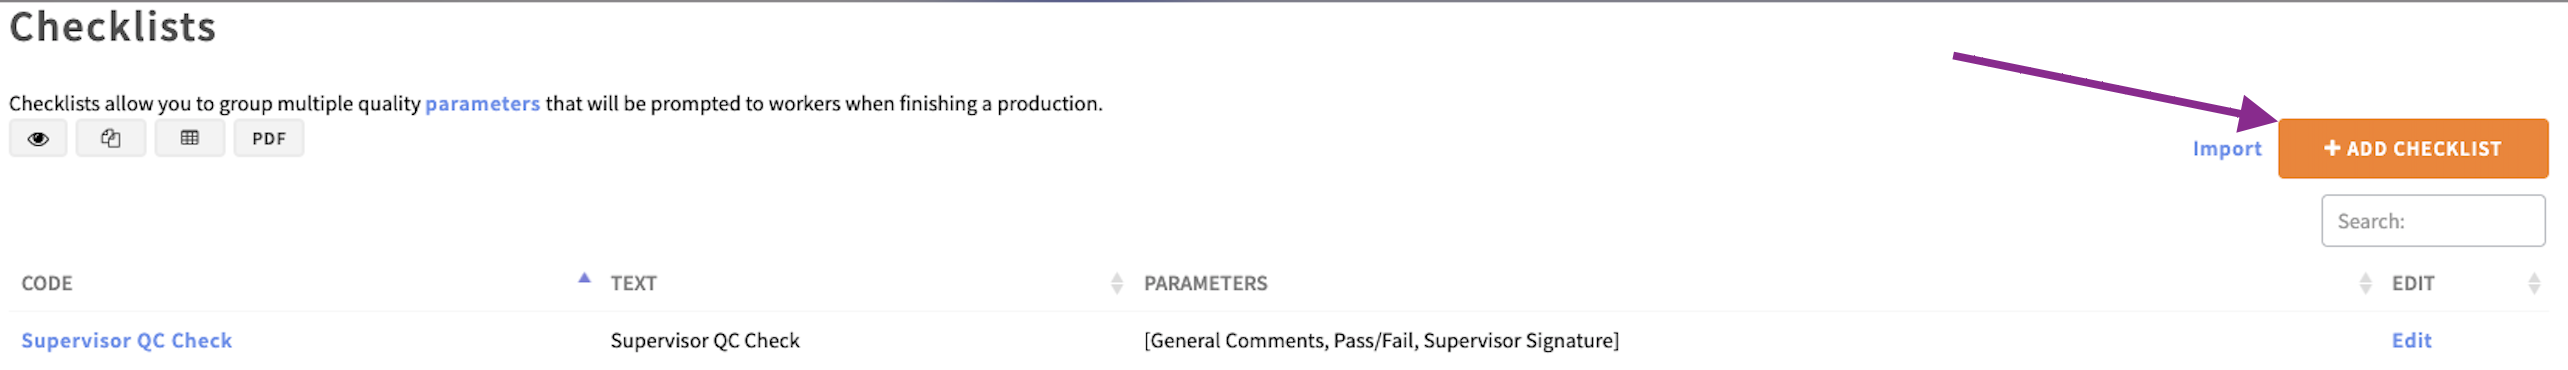 Checklists
Checklists allow you to group multiple quality parameters that will be prompted to workers when finishing a production.
PDF
Import
+ ADD CHECKLIST
Search:
CODE TEXT PARAMETERS EDIT
Supervisor QC Check Supervisor QC Check [General Comments, Pass/Fail, Supervisor Signature] Edit